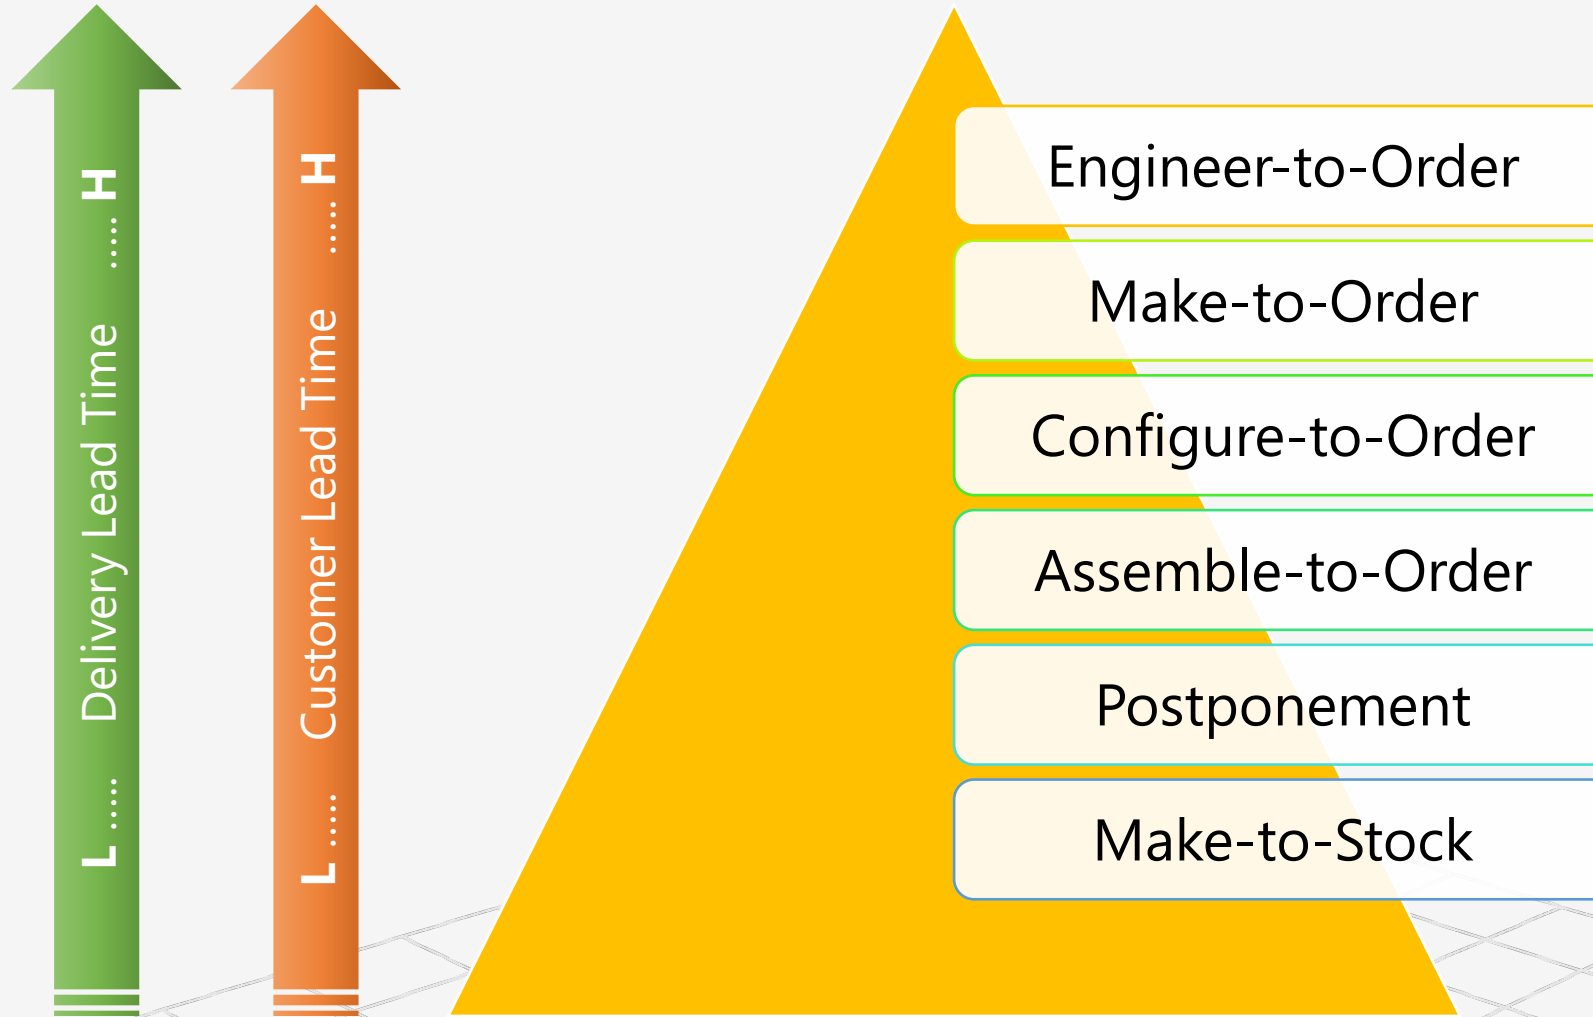 L ..... Delivery Lead Time ..... H
L ..... Customer Lead Time ..... H
Engineer-to-Order
Make-to-Order
Configure-to-Order
Assemble-to-Order
Postponement
Make-to-Stock